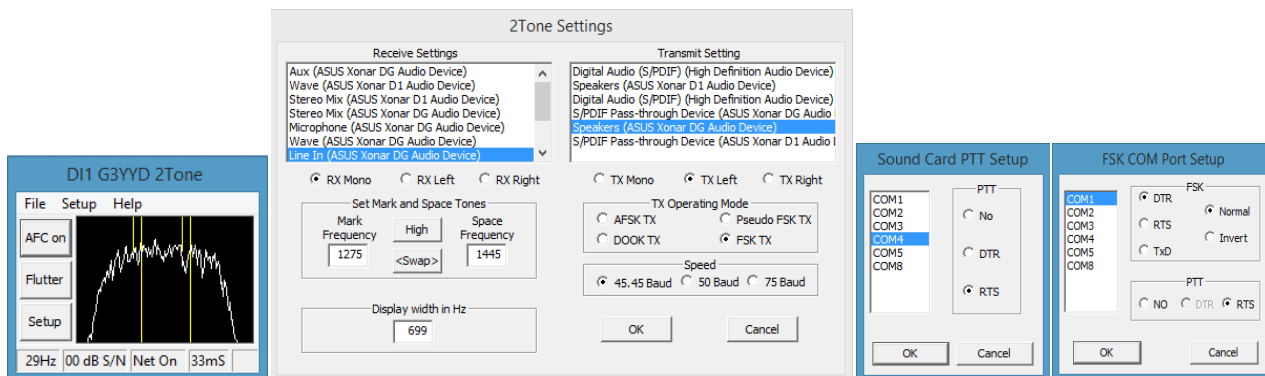 DI1 G3YYD 2Tone
File Setup Help
AFC on
Flutter
Setup
29Hz 00 dB S/N Net On 33mS
2Tone Settings
Receive Settings
Aux (ASUS Xonar DG Audio Device)
Wave (ASUS Xonar D1 Audio Device)
Stereo Mix (ASUS Xonar D1 Audio Device)
Stereo Mix (ASUS Xonar DG Audio Device)
Microphone (ASUS Xonar DG Audio Device)
Wave (ASUS Xonar DG Audio Device)
Line In (ASUS Xonar DG Audio Device)
RX Mono RX Left RX Right
Set Mark and Space Tones
Mark Frequency
1275
High
<Swap>
Space Frequency
1445
Display width in Hz
699
Transmit Setting
Digital Audio (S/PDIF) (High Definition Audio Device)
Speakers (ASUS Xonar D1 Audio Device)
Digital Audio (S/PDIF) (High Definition Audio Device)
S/PDIF Pass-through Device (ASUS Xonar DG Audio
Speakers (ASUS Xonar DG Audio Device)
S/PDIF Pass-through Device (ASUS Xonar D1 Audio
TX Mono TX Left TX Right
TX Operating Mode
AFSK TX Pseudo FSK TX
DOOK TX FSK TX
Speed
45.45 Baud 50 Baud 75 Baud
OK Cancel
Sound Card PTT Setup
COM1
COM2
COM3
COM4
COM5
COM8
PTT
No
DTR
RTS
OK Cancel
FSK COM Port Setup
COM1
COM2
COM3
COM4
COM5
COM8
FSK
DTR
RTS
TxD
Normal
Invert
PTT
NO DTR RTS
OK Cancel